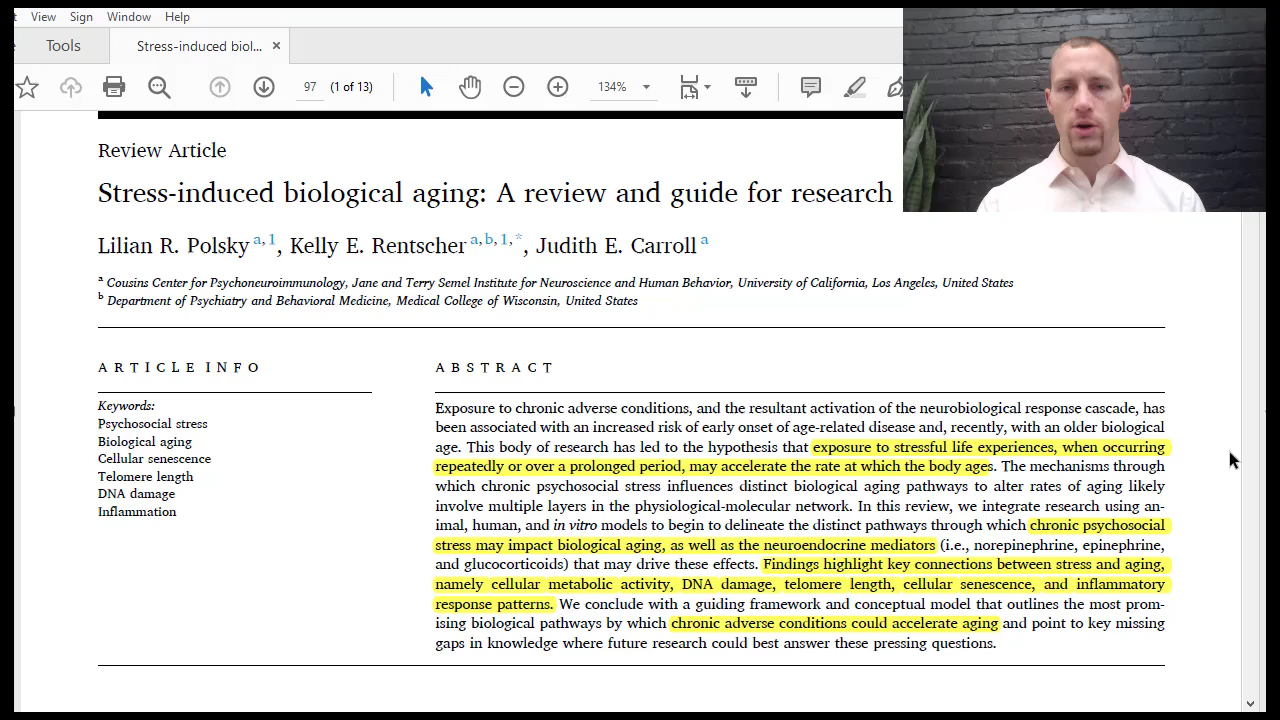 View Sign Window Help
Tools Stress-induced biol... ×
97 (1 of 13) 134%
Review Article
Stress-induced biological aging: A review and guide for research
Lilian R. Polsky a,1, Kelly E. Rentscher a,b,1,*, Judith E. Carroll a
a Cousins Center for Psychoneuroimmunology, Jane and Terry Semel Institute for Neuroscience and Human Behavior, University of California, Los Angeles, United States
b Department of Psychiatry and Behavioral Medicine, Medical College of Wisconsin, United States
ARTICLE INFO
Keywords:
Psychosocial stress
Biological aging
Cellular senescence
Telomere length
DNA damage
Inflammation
ABSTRACT
Exposure to chronic adverse conditions, and the resultant activation of the neurobiological response cascade, has
been associated with an increased risk of early onset of age-related disease and, recently, with an older biological
age. This body of research has led to the hypothesis that exposure to stressful life experiences, when occurring
repeatedly or over a prolonged period, may accelerate the rate at which the body ages. The mechanisms through
which chronic psychosocial stress influences distinct biological aging pathways to alter rates of aging likely
involve multiple layers in the physiological-molecular network. In this review, we integrate research using an-
imal, human, and in vitro models to begin to delineate the distinct pathways through which chronic psychosocial
stress may impact biological aging, as well as the neuroendocrine mediators (i.e., norepinephrine, epinephrine,
and glucocorticoids) that may drive these effects. Findings highlight key connections between stress and aging,
namely cellular metabolic activity, DNA damage, telomere length, cellular senescence, and inflammatory
response patterns. We conclude with a guiding framework and conceptual model that outlines the most prom-
ising biological pathways by which chronic adverse conditions could accelerate aging and point to key missing
gaps in knowledge where future research could best answer these pressing questions.